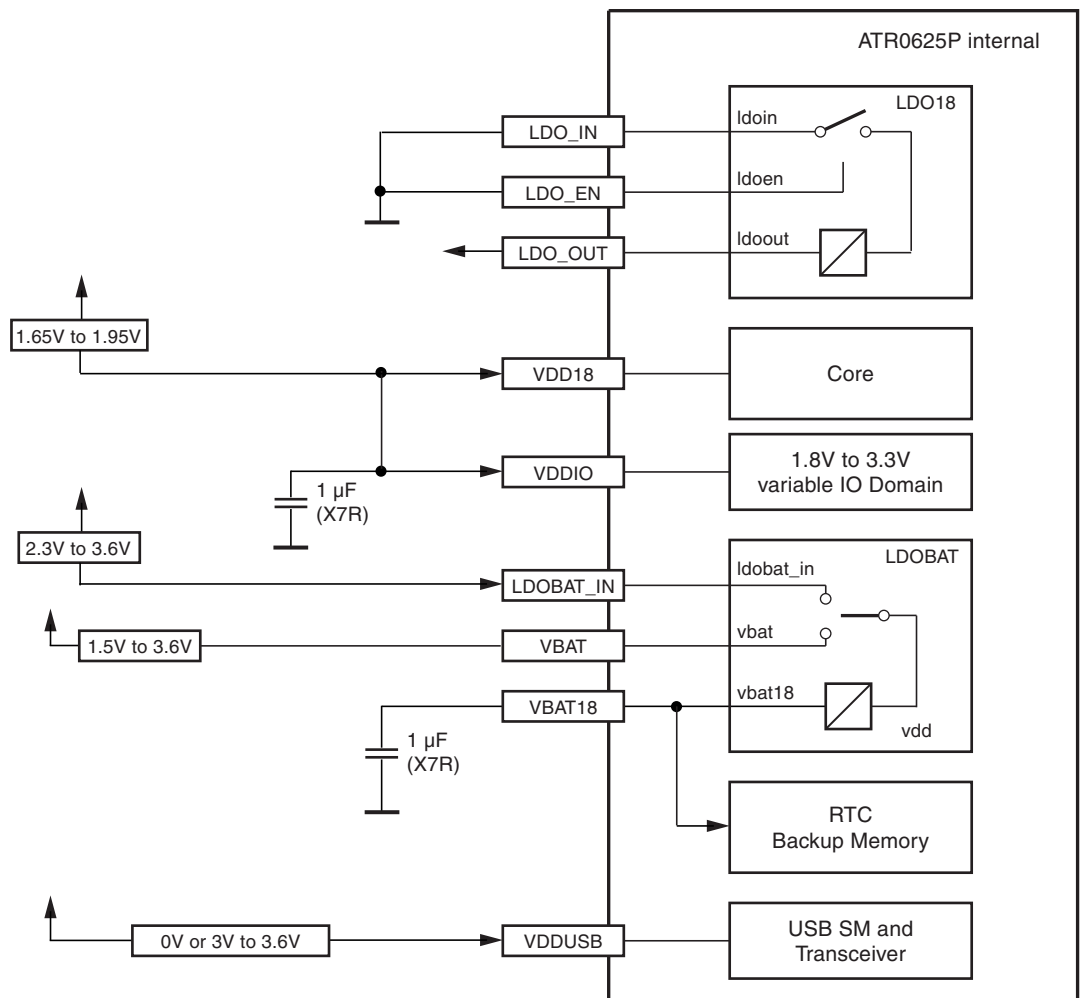 ATR0625P internal
LDO18
LDO_IN
ldoin
LDO_EN
ldoen
LDO_OUT
ldoout
1.65V to 1.95V
VDD18
Core
VDDIO
1.8V to 3.3V
variable IO Domain
1 µF
(X7R)
2.3V to 3.6V
LDOBAT
LDOBAT_IN
ldobat_in
1.5V to 3.6V
VBAT
vbat
VBAT18
vbat18
vdd
1 µF
(X7R)
RTC
Backup Memory
0V or 3V to 3.6V
VDDUSB
USB SM and
Transceiver